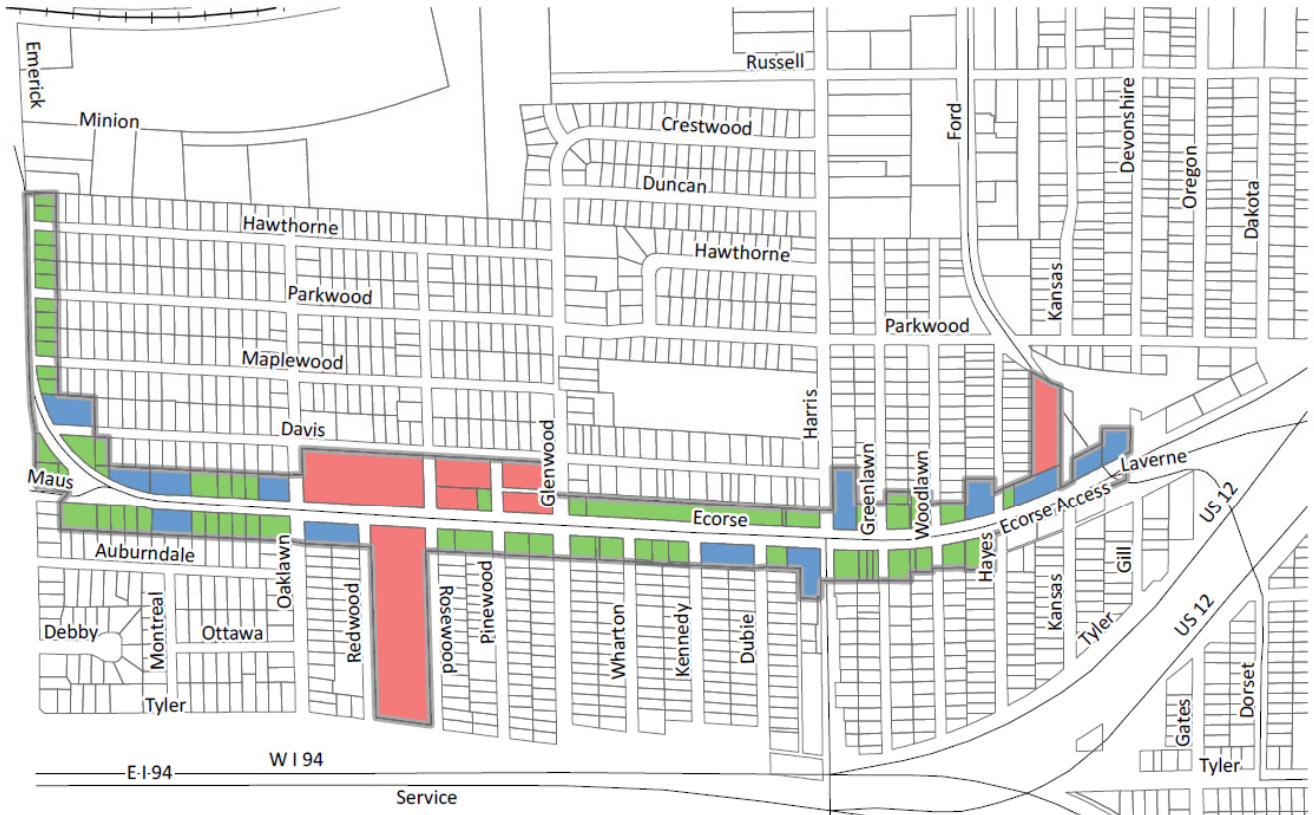 Emerick
Russell
Minion
Crestwood
Ford
Devonshire
Duncan
Oregon
Dakota
Hawthorne
Hawthorne
Kansas
Parkwood
Parkwood
Maplewood
Harris
Davis
Glenwood
Maus
Greenlawn
Woodlawn
Laverne
Ecorse
Ecorse Access
US 12
Auburndale
Oaklawn
Hayes
Gill
Redwood
Rosewood
Pinewood
Wharton
Kennedy
Dubie
Kansas
Tyler
US 12
Debby
Montreal
Ottawa
Tyler
Gates
Dorset
W I 94
Tyler
E-I-94
Service